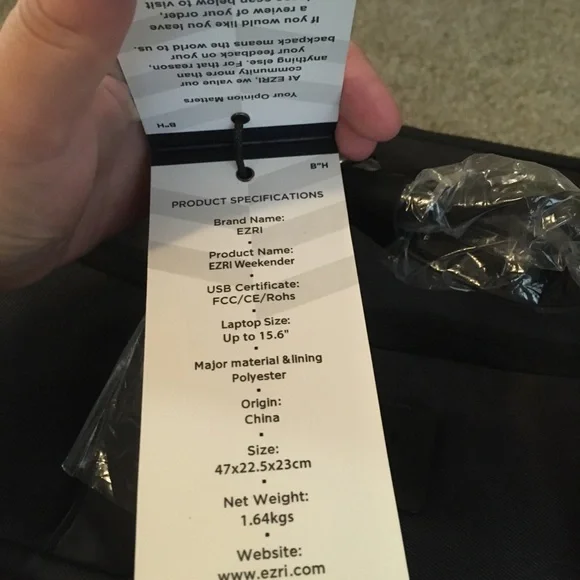 a review of your order,
If you would like you leave
backpack means the world to us.
your feedback on your
anything else. For that reason,
community more than
At EZRI, we value our
Your Opinion Matters
B"H
B"H
PRODUCT SPECIFICATIONS
Brand Name:
EZRI
Product Name:
EZRI Weekender
USB Certificate:
FCC/CE/Rohs
Laptop Size:
Up to 15.6"
Major material &lining
Polyester
Origin:
China
Size:
47x22.5x23cm
Net Weight:
1.64kgs
Website:
www.ezri.com